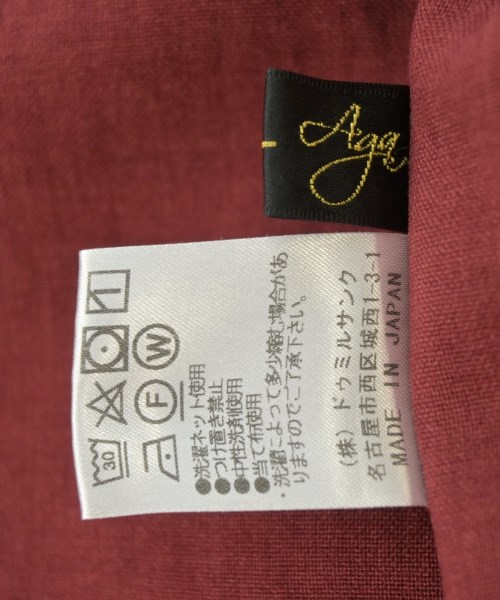 Aga
30
F W
●洗濯ネット使用
●つけ置き禁止
●中性洗剤使用
●当て布使用
・洗濯によって多少縮む場合があ
りますのでご了承下さい。
(株)ドゥミルサンク
名古屋市西区城西1-3-1
MADE IN JAPAN